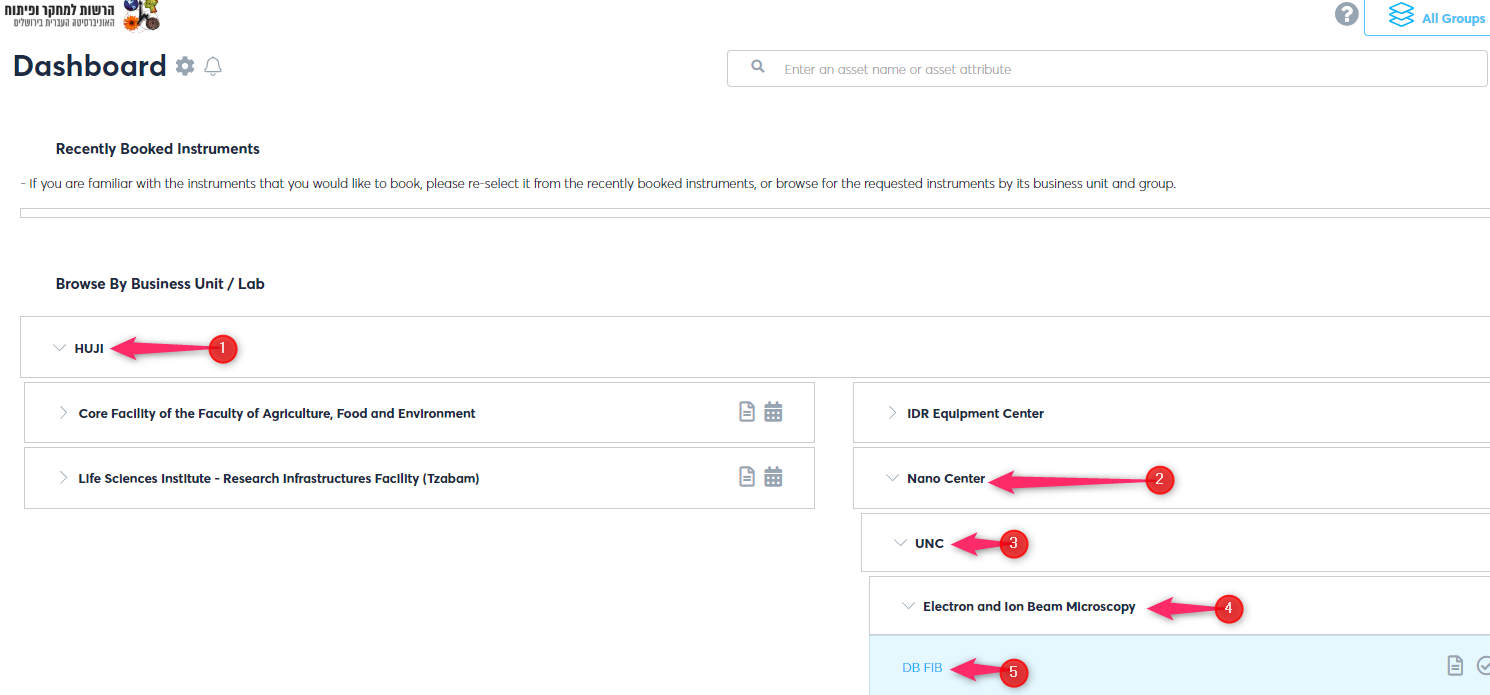 הרשות למחקר ופיתוח
האוניברסיטה העברית בירושלים
?
All Groups
Dashboard
Enter an asset name or asset attribute
Recently Booked Instruments
- If you are familiar with the instruments that you would like to book, please re-select it from the recently booked instruments, or browse for the requested instruments by its business unit and group.
Browse By Business Unit / Lab
HUJI 1
Core Facility of the Faculty of Agriculture, Food and Environment
IDR Equipment Center
Life Sciences Institute - Research Infrastructures Facility (Tzabam)
Nano Center 2
UNC 3
Electron and Ion Beam Microscopy 4
DB FIB 5